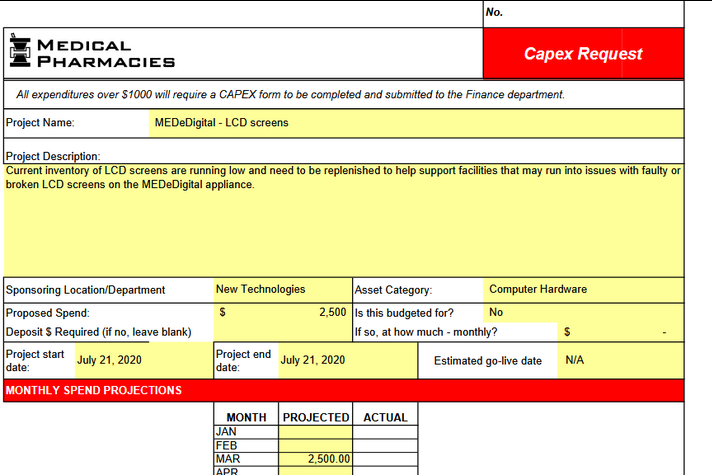 No.
MEDICAL
PHARMACIES
Capex Request
All expenditures over $1000 will require a CAPEX form to be completed and submitted to the Finance department.
Project Name: MEDeDigital - LCD screens
Project Description:
Current inventory of LCD screens are running low and need to be replenished to help support facilities that may run into issues with faulty or
broken LCD screens on the MEDeDigital appliance.
Sponsoring Location/Department New Technologies Asset Category: Computer Hardware
Proposed Spend: $ 2,500 Is this budgeted for? No
Deposit $ Required (if no, leave blank) If so, at how much - monthly? $ -
Project start
date: July 21, 2020 Project end
date: July 21, 2020 Estimated go-live date N/A
MONTHLY SPEND PROJECTIONS
MONTH PROJECTED ACTUAL
JAN
FEB
MAR 2,500.00
APR